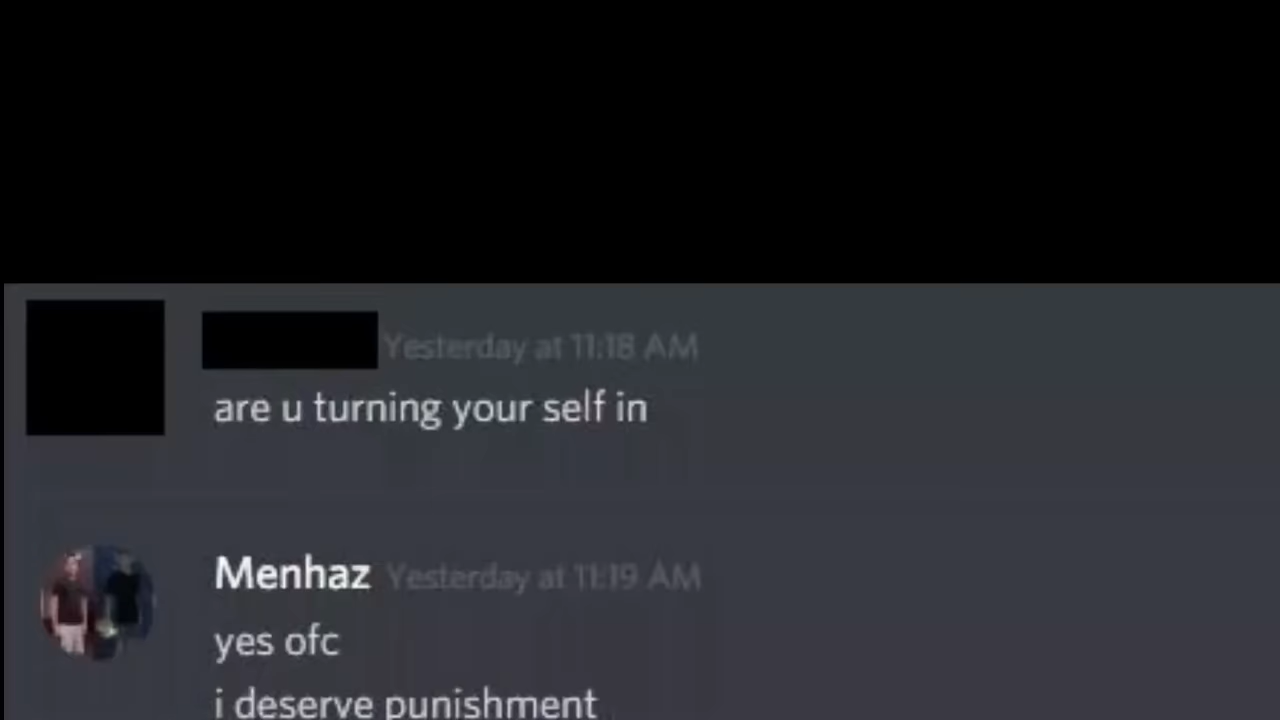 Yesterday at 11:18 AM
are u turning your self in
Menhaz Yesterday at 11:19 AM
yes ofc
i deserve punishment